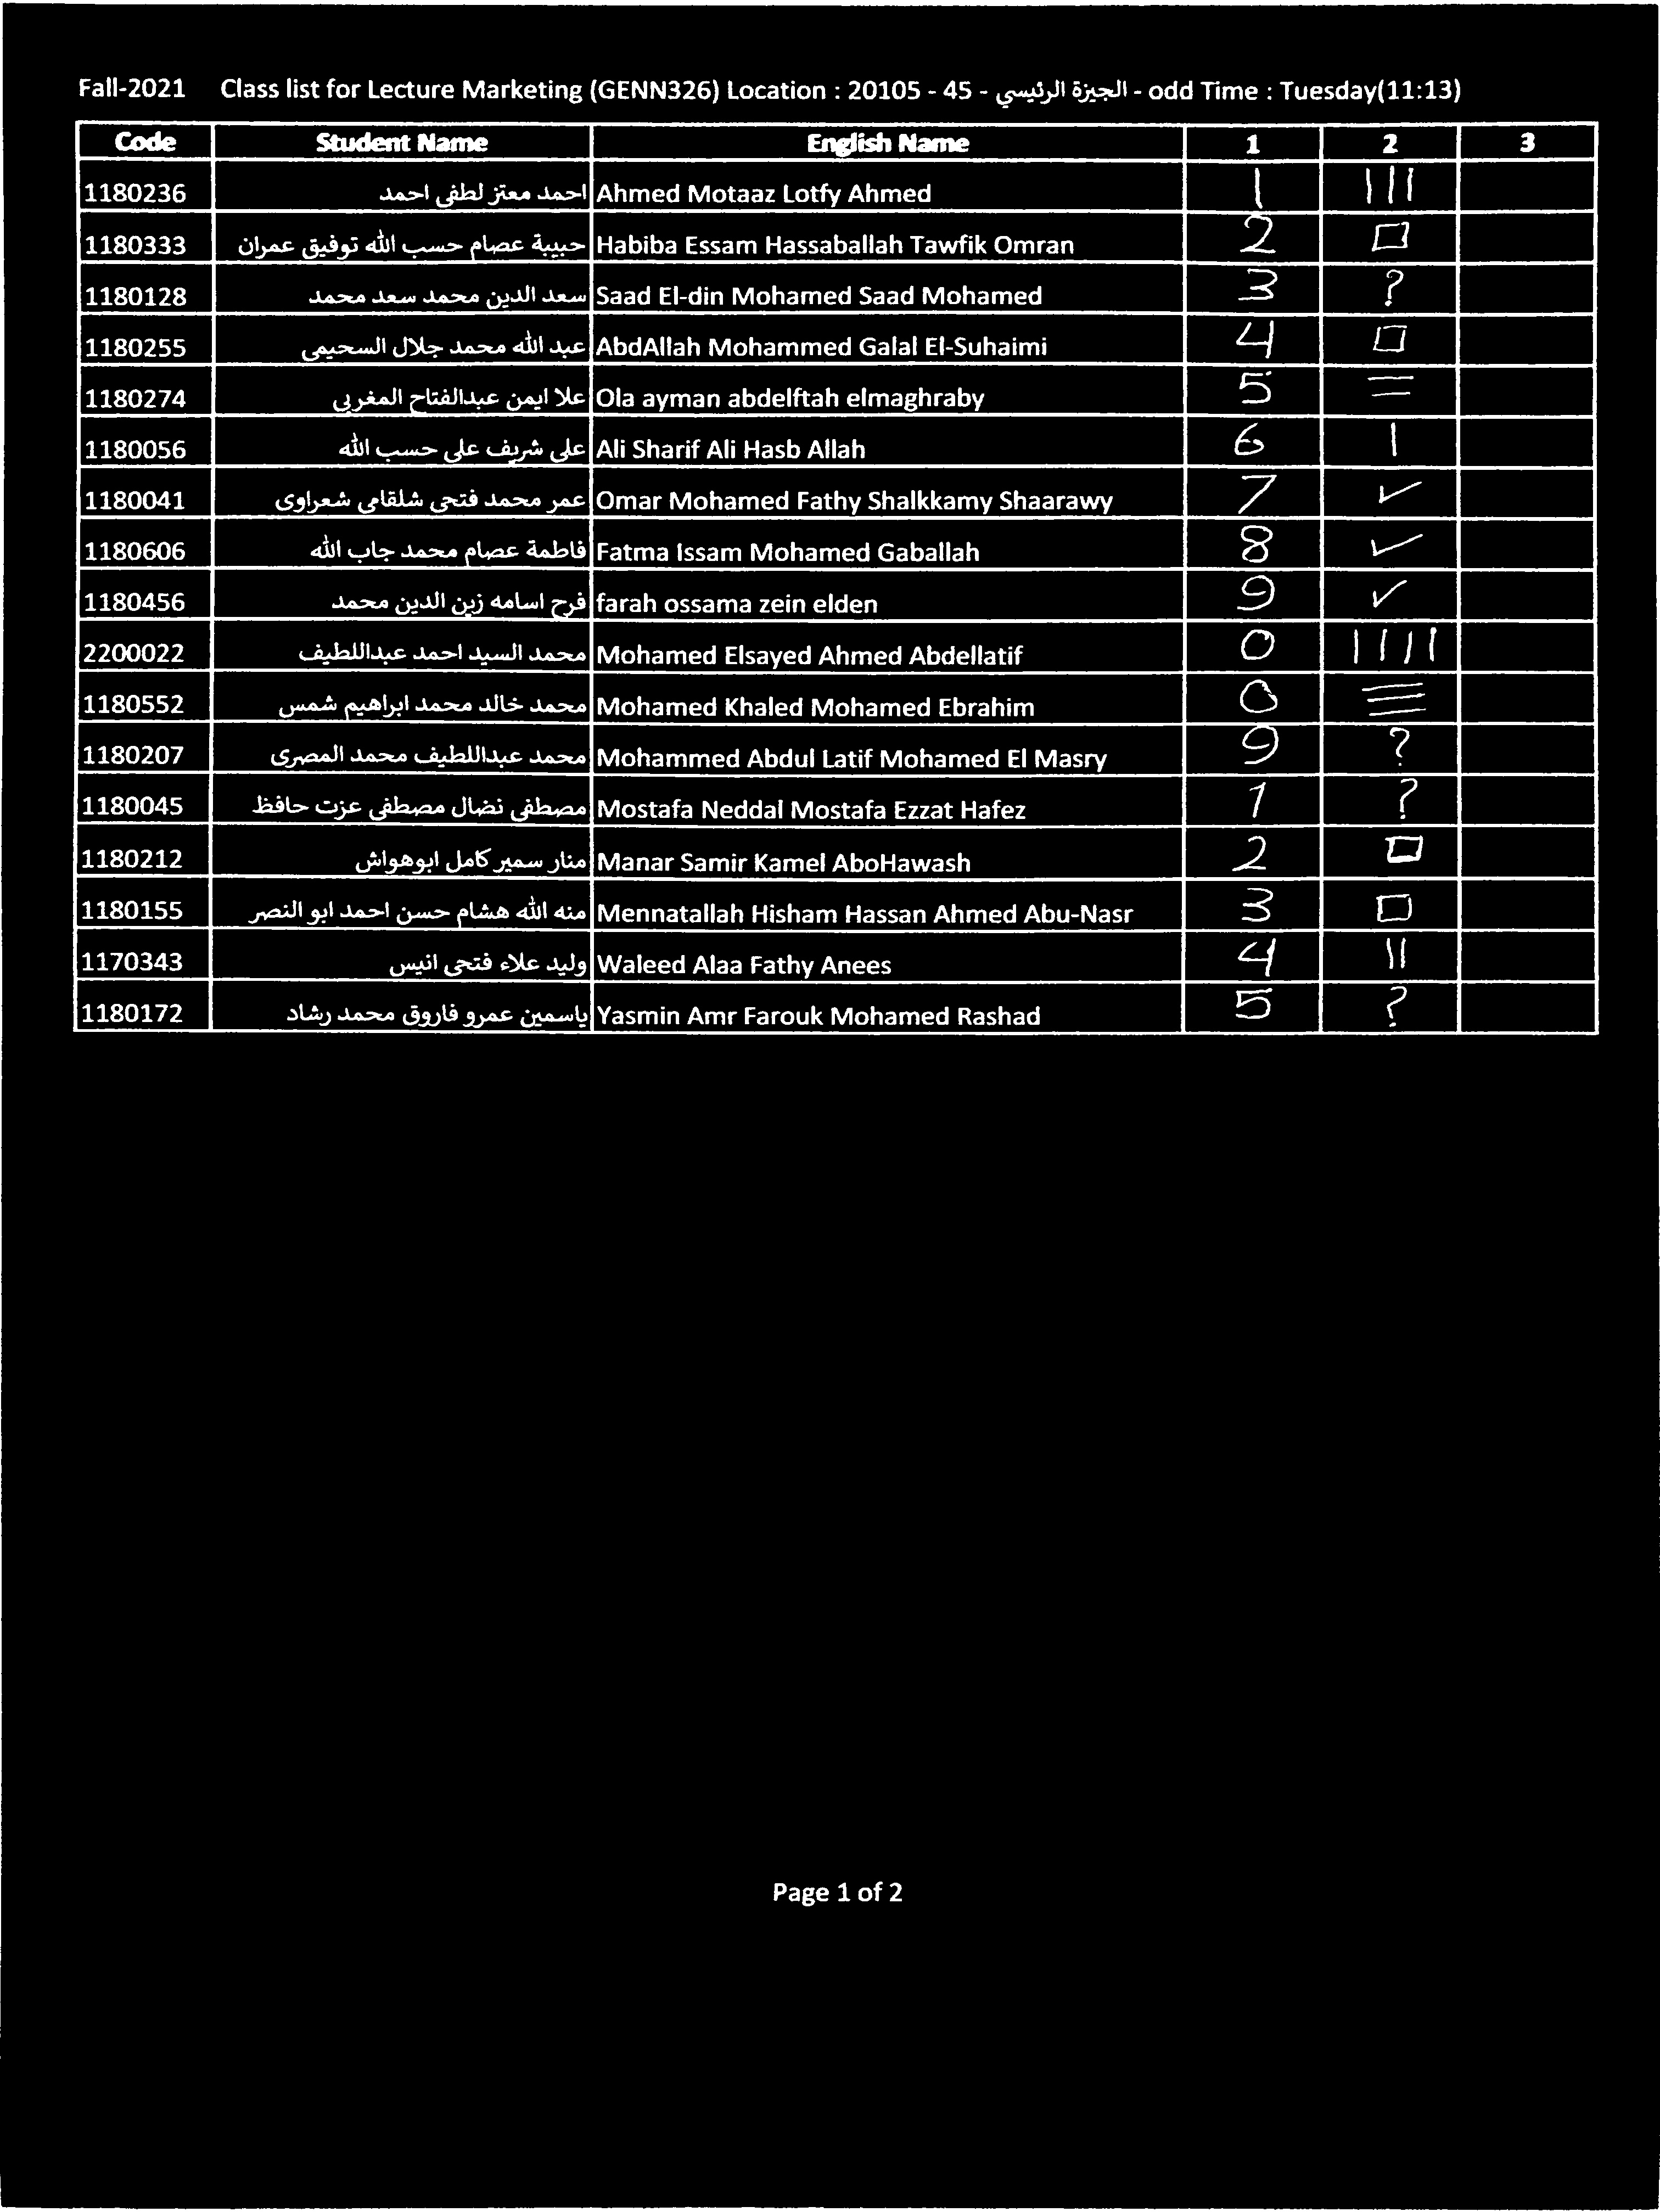 Fall-2021 Class list for Lecture Marketing (GENN326) Location : 20105 - 45 - الجيزة الرئيسي - odd Time : Tuesday(11:13)
Code Student Name English Name 1 2 3
1180236 احمد معتز لطفى احمد Ahmed Motaaz Lotfy Ahmed 1 |||
1180333 حبيبة عصام حسب الله توفيق عمران Habiba Essam Hassaballah Tawfik Omran 2 □
1180128 سعد الدين محمد سعد محمد Saad El-din Mohamed Saad Mohamed 3 ?
1180255 عبد الله محمد جلال السحيمى AbdAllah Mohammed Galal El-Suhaimi 4 □
1180274 علا ايمن عبدالفتاح المغربي Ola ayman abdelftah elmaghraby 5 =
1180056 على شريف على حسب الله Ali Sharif Ali Hasb Allah 6 |
1180041 عمر محمد فتحى شلقامى شعراوى Omar Mohamed Fathy Shalkkamy Shaarawy 7 ✓
1180606 فاطمة عصام محمد جاب الله Fatma Issam Mohamed Gaballah 8 ✓
1180456 فرح اسامه زين الدين محمد farah ossama zein elden 9 ✓
2200022 محمد السيد احمد عبداللطيف Mohamed Elsayed Ahmed Abdellatif 0 ||||
1180552 محمد خالد محمد ابراهيم شمس Mohamed Khaled Mohamed Ebrahim 0 ≡
1180207 محمد عبداللطيف محمد المصرى Mohammed Abdul Latif Mohamed El Masry 9 ?
1180045 مصطفى نضال مصطفى عزت حافظ Mostafa Neddal Mostafa Ezzat Hafez 1 ?
1180212 منار سمير كامل ابوهواش Manar Samir Kamel AboHawash 2 □
1180155 منه الله هشام حسن احمد ابو النصر Mennatallah Hisham Hassan Ahmed Abu-Nasr 3 □
1170343 وليد علاء فتحى انيس Waleed Alaa Fathy Anees 4 ||
1180172 ياسمين عمرو فاروق محمد رشاد Yasmin Amr Farouk Mohamed Rashad 5 ?
Page 1 of 2